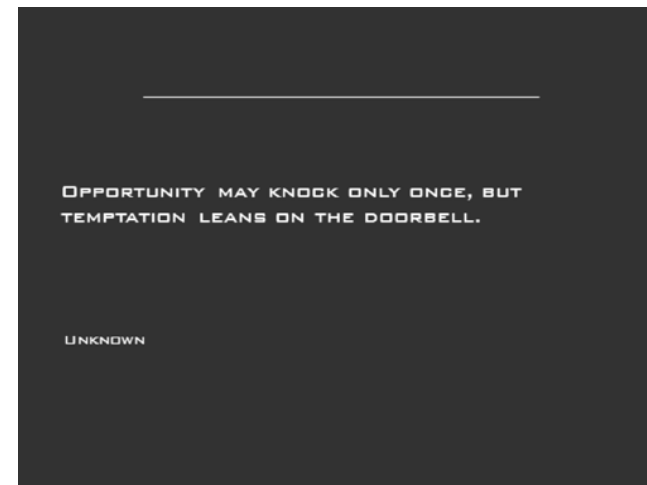 Opportunity may knock only once, but
temptation leans on the doorbell.
Unknown